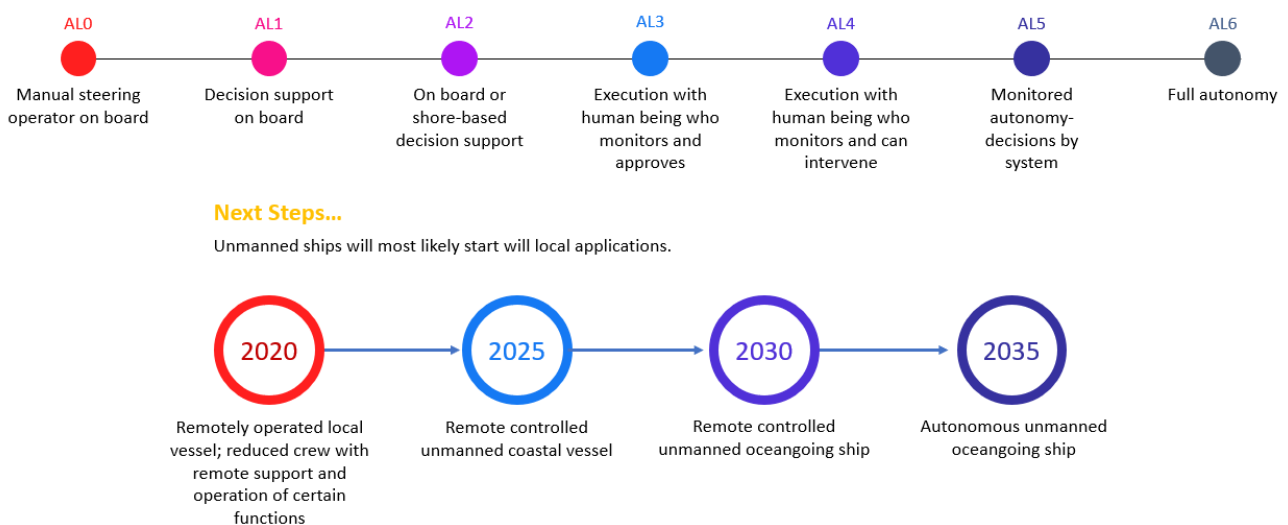 AL0
AL1
AL2
AL3
AL4
AL5
AL6
Manual steering
operator on board
Decision support
on board
On board or
shore-based
decision support
Execution with
human being who
monitors and
approves
Execution with
human being who
monitors and can
intervene
Monitored
autonomy-
decisions by
system
Full autonomy
Next Steps...
Unmanned ships will most likely start will local applications.
2020
2025
2030
2035
Remotely operated local
vessel; reduced crew with
remote support and
operation of certain
functions
Remote controlled
unmanned coastal vessel
Remote controlled
unmanned oceangoing ship
Autonomous unmanned
oceangoing ship